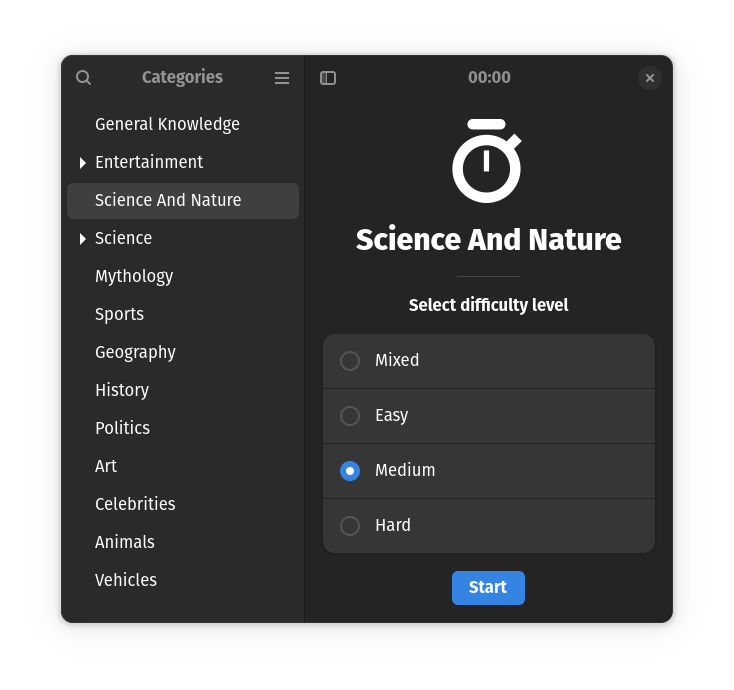 Categories
General Knowledge
Entertainment
Science And Nature
Science
Mythology
Sports
Geography
History
Politics
Art
Celebrities
Animals
Vehicles
00:00
Science And Nature
Select difficulty level
Mixed
Easy
Medium
Hard
Start